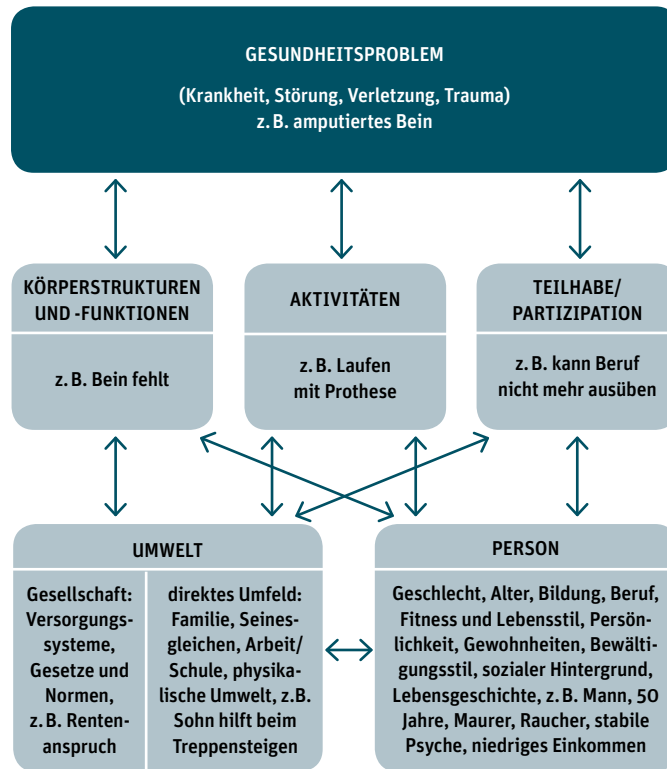 GESUNDHEITSPROBLEM
(Krankheit, Störung, Verletzung, Trauma)
z. B. amputiertes Bein
KÖRPERSTRUKTUREN
UND -FUNKTIONEN
z. B. Bein fehlt
AKTIVITÄTEN
z. B. Laufen
mit Prothese
TEILHABE/
PARTIZIPATION
z. B. kann Beruf
nicht mehr ausüben
UMWELT
Gesellschaft:
Versorgungs-
systeme,
Gesetze und
Normen,
z. B. Renten-
anspruch
direktes Umfeld:
Familie, Seines-
gleichen, Arbeit/
Schule, physika-
lische Umwelt, z.B.
Sohn hilft beim
Treppensteigen
PERSON
Geschlecht, Alter, Bildung, Beruf,
Fitness und Lebensstil, Persön-
lichkeit, Gewohnheiten, Bewälti-
gungsstil, sozialer Hintergrund,
Lebensgeschichte, z. B. Mann, 50
Jahre, Maurer, Raucher, stabile
Psyche, niedriges Einkommen